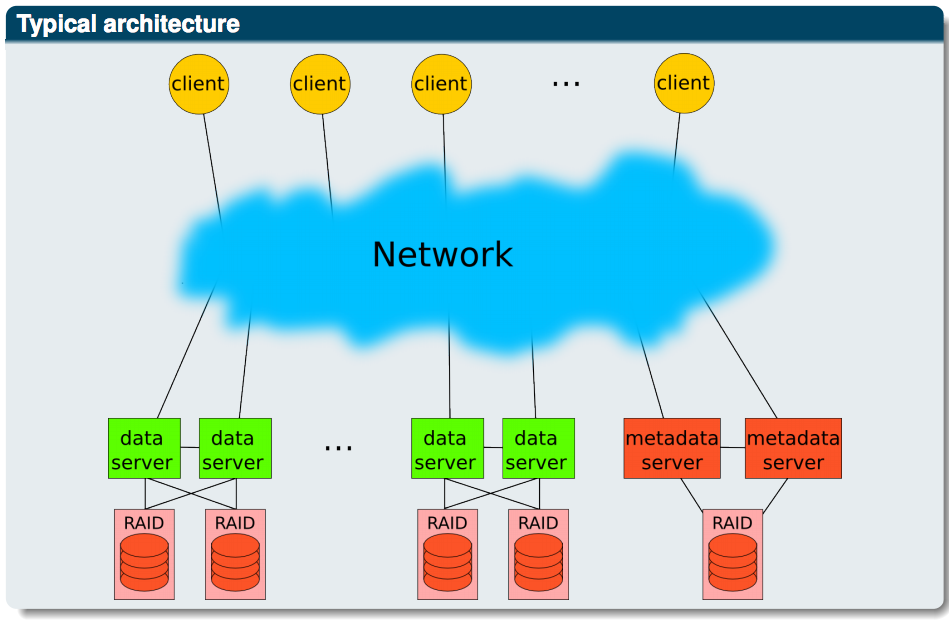 Typical architecture
client client client ... client
Network
data server data server ... data server data server metadata server metadata server
RAID RAID RAID RAID RAID